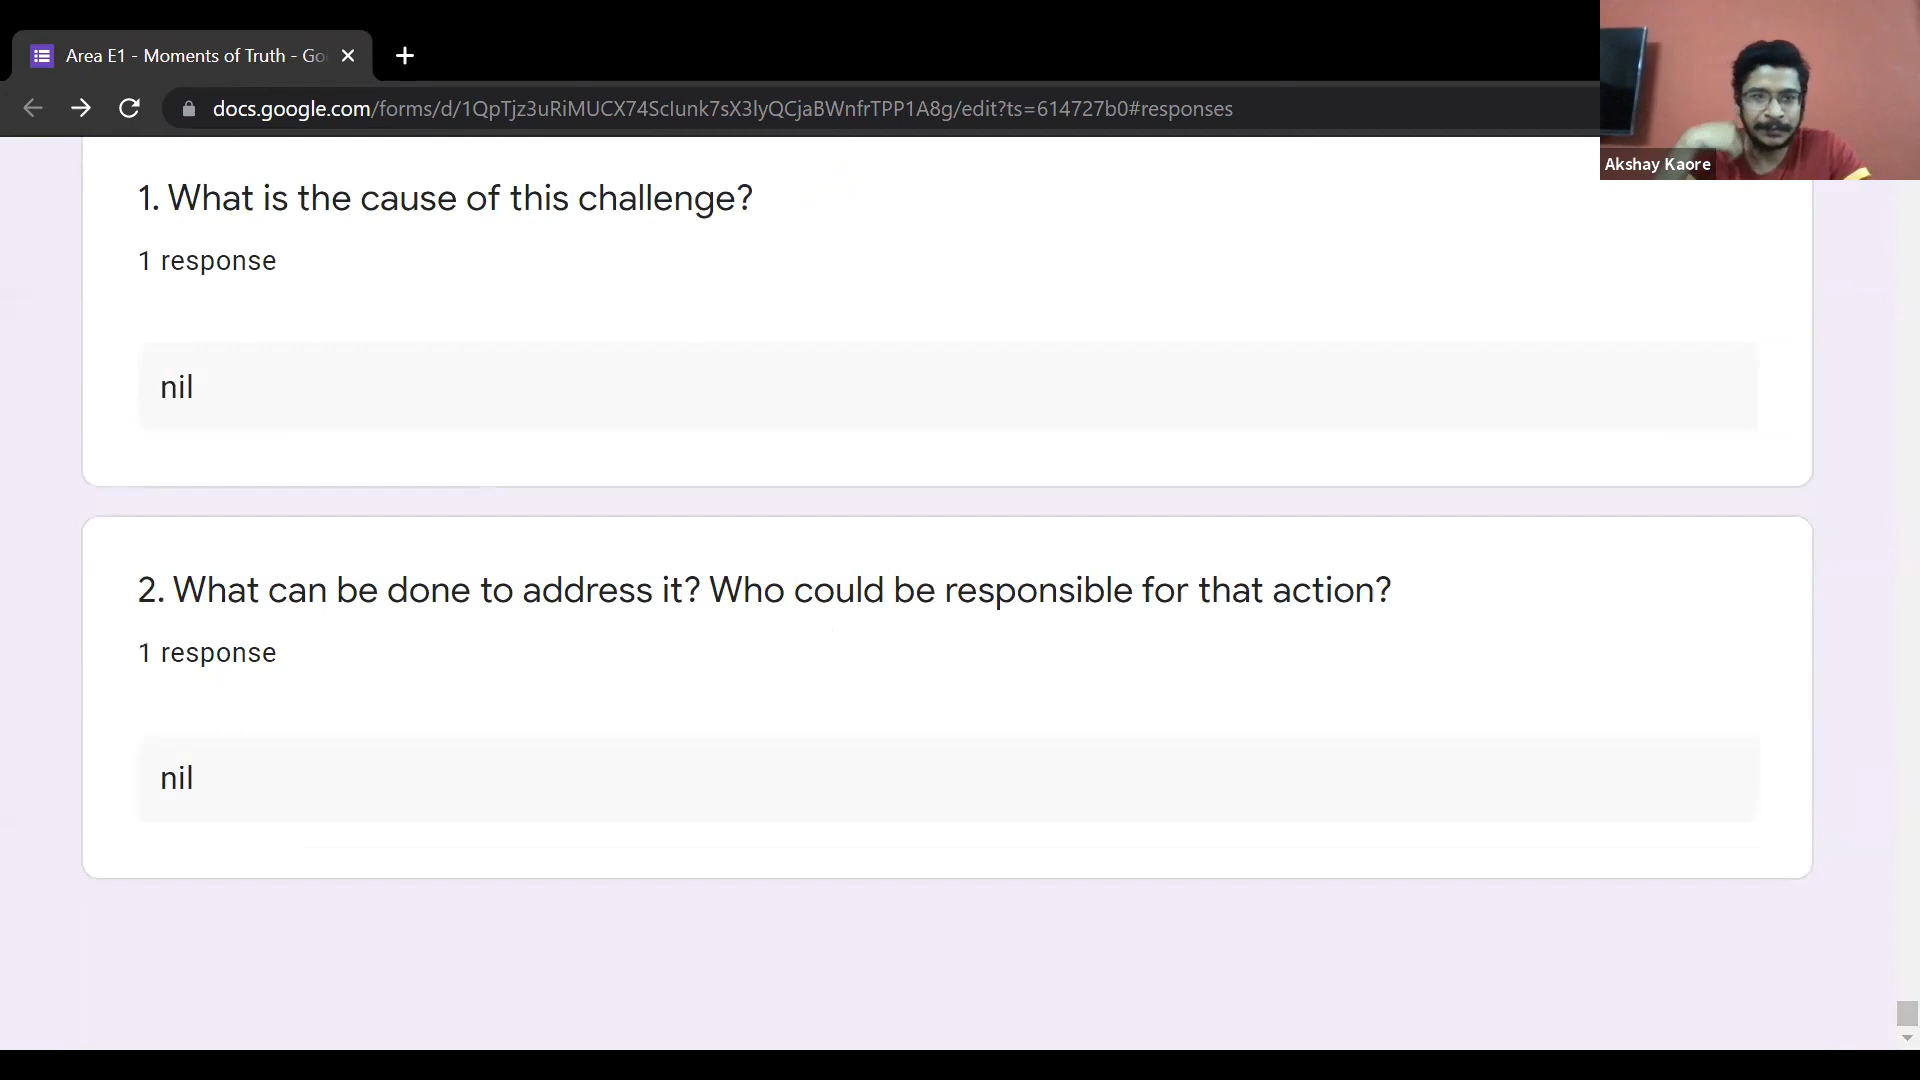 Area E1 - Moments of Truth - Go
docs.google.com/forms/d/1QpTjz3uRiMUCX74ScIunk7sX3lyQCjaBWnfrTPP1A8g/edit?ts=614727b0#responses
Akshay Kaore
1. What is the cause of this challenge?
1 response
nil
2. What can be done to address it? Who could be responsible for that action?
1 response
nil